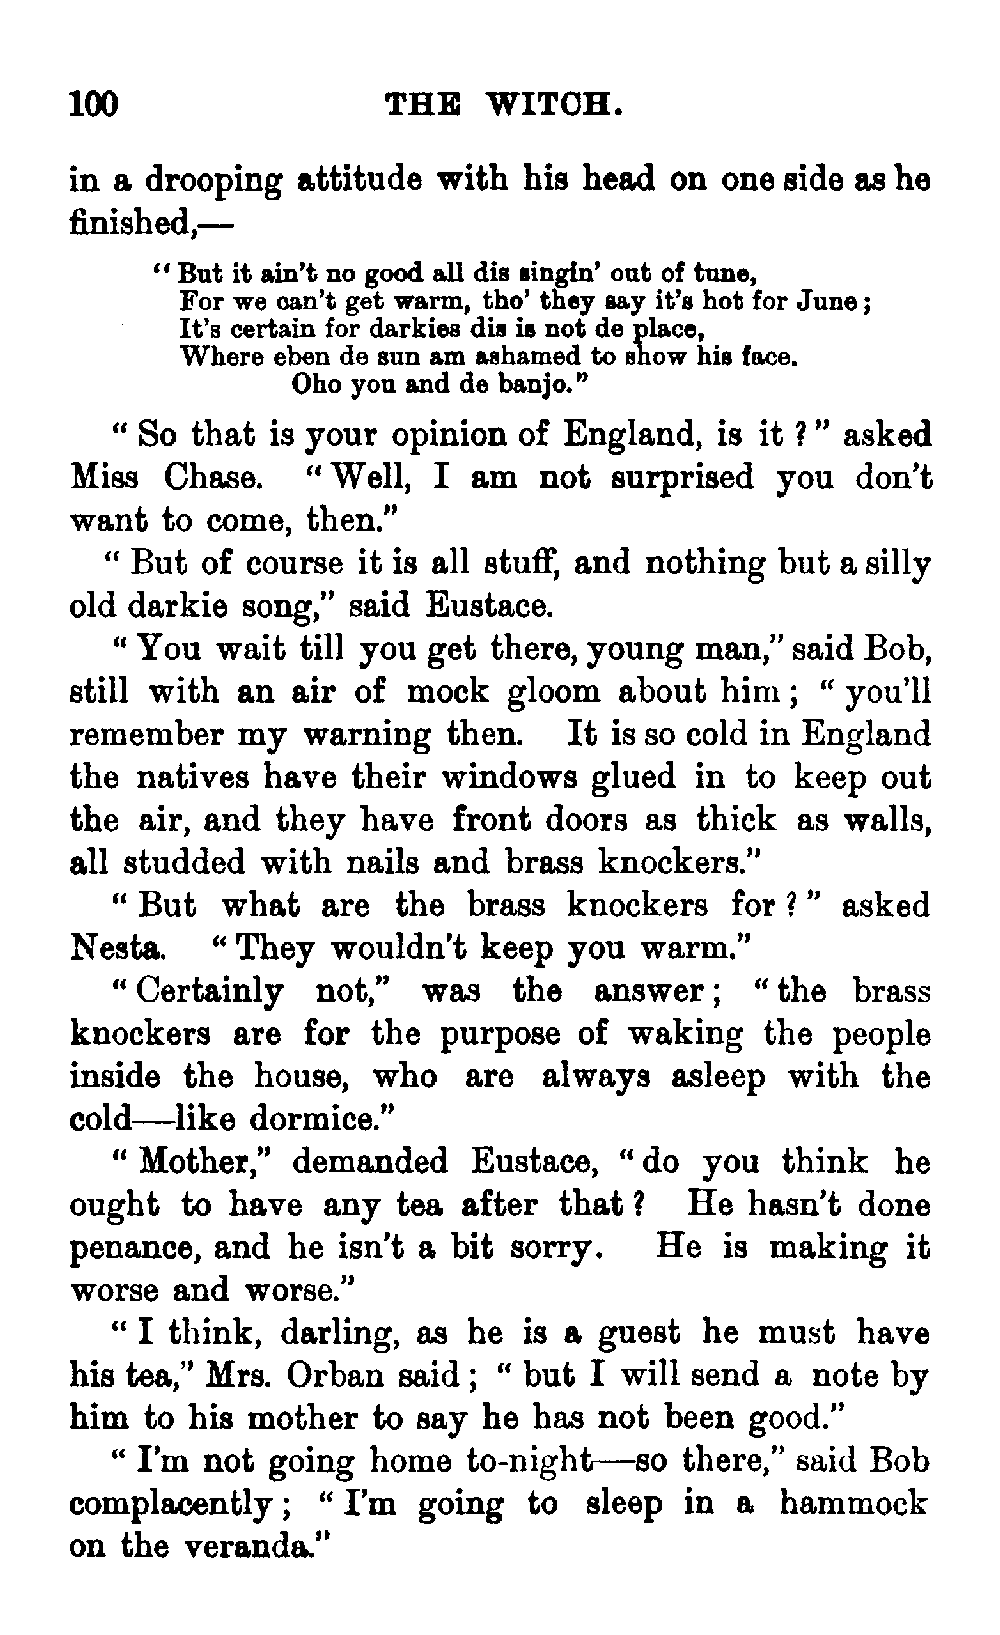 100 THE WITCH.
in a drooping attitude with his head on one side as he
finished,—
"But it ain't no good all dis singin' out of tune,
For we can't get warm, tho' they say it's hot for June;
It's certain for darkies dis is not de place,
Where eben de sun am ashamed to show his face.
Oho you and de banjo."
"So that is your opinion of England, is it?" asked
Miss Chase. "Well, I am not surprised you don't
want to come, then."
"But of course it is all stuff, and nothing but a silly
old darkie song," said Eustace.
"You wait till you get there, young man," said Bob,
still with an air of mock gloom about him; "you'll
remember my warning then. It is so cold in England
the natives have their windows glued in to keep out
the air, and they have front doors as thick as walls,
all studded with nails and brass knockers."
"But what are the brass knockers for?" asked
Nesta. "They wouldn't keep you warm."
"Certainly not," was the answer; "the brass
knockers are for the purpose of waking the people
inside the house, who are always asleep with the
cold—like dormice."
"Mother," demanded Eustace, "do you think he
ought to have any tea after that? He hasn't done
penance, and he isn't a bit sorry. He is making it
worse and worse."
"I think, darling, as he is a guest he must have
his tea," Mrs. Orban said; "but I will send a note by
him to his mother to say he has not been good."
"I'm not going home to-night—so there," said Bob
complacently; "I'm going to sleep in a hammock
on the veranda."